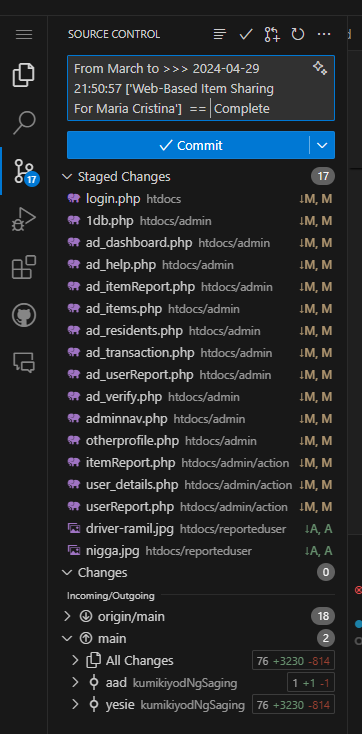 SOURCE CONTROL
From March to >>> 2024-04-29
21:50:57 ['Web-Based Item Sharing
For Maria Cristina'] == Complete
Commit
Staged Changes 17
login.php htdocs ↓M, M
1db.php htdocs/admin ↓M, M
ad_dashboard.php htdocs/admin ↓M, M
ad_help.php htdocs/admin ↓M, M
ad_itemReport.php htdocs/admin ↓M, M
ad_items.php htdocs/admin ↓M, M
ad_residents.php htdocs/admin ↓M, M
ad_transaction.php htdocs/admin ↓M, M
ad_userReport.php htdocs/admin ↓M, M
ad_verify.php htdocs/admin ↓M, M
adminnav.php htdocs/admin ↓M, M
otherprofile.php htdocs/admin ↓M, M
itemReport.php htdocs/admin/action ↓M, M
user_details.php htdocs/admin/action ↓M, M
userReport.php htdocs/admin/action ↓M, M
driver-ramil.jpg htdocs/reporteduser ↓A, A
nigga.jpg htdocs/reporteduser ↓A, A
Changes 0
Incoming/Outgoing
origin/main 18
main 2
All Changes 76 +3230 -814
aad kumikiyodNgSaging 1 +1 -1
yesie kumikiyodNgSaging 76 +3230 -814
17